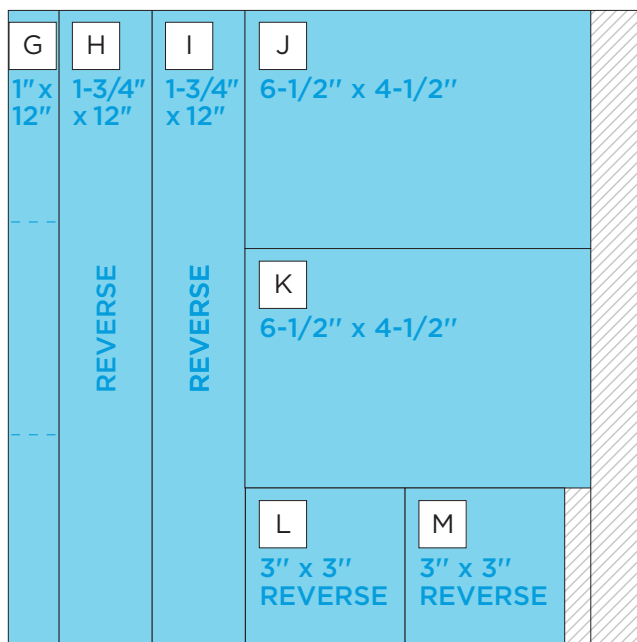 G
1" x
12"
H
1-3/4"
x 12"
REVERSE
I
1-3/4"
x 12"
REVERSE
J
6-1/2" x 4-1/2"
K
6-1/2" x 4-1/2"
L
3" x 3"
REVERSE
M
3" x 3"
REVERSE